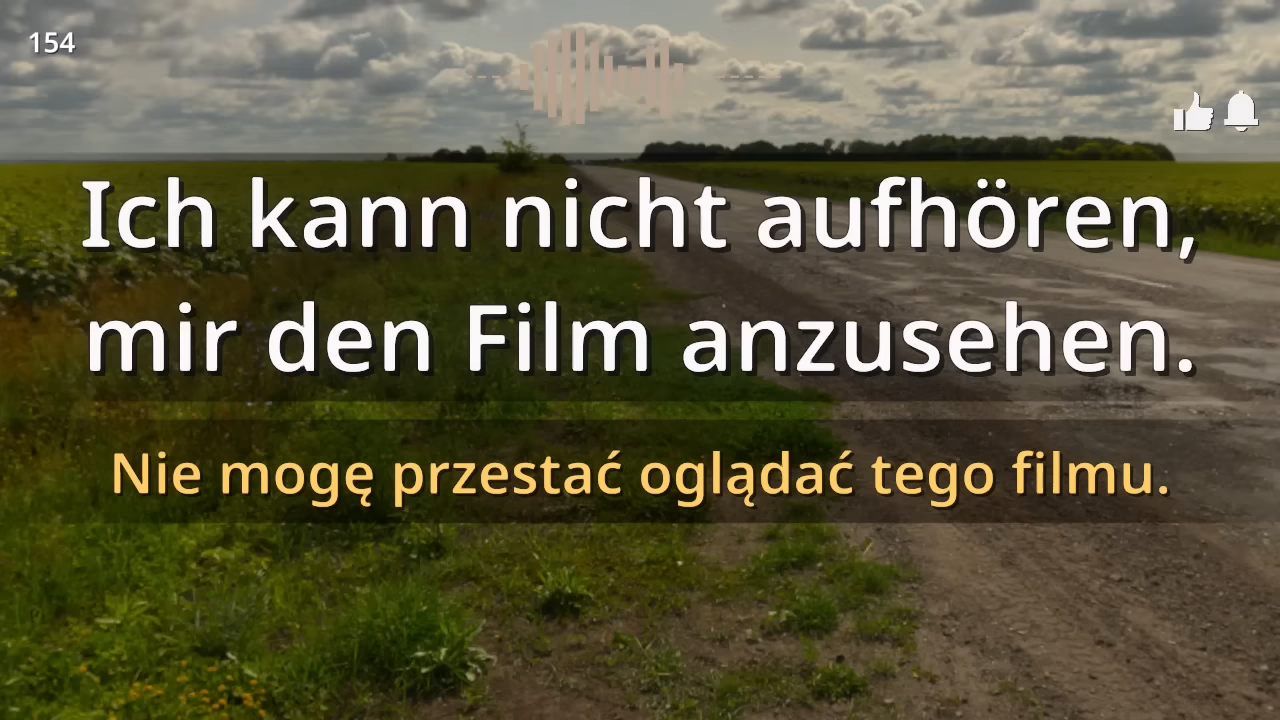 154
Ich kann nicht aufhören,
mir den Film anzusehen.
Nie mogę przestać oglądać tego filmu.